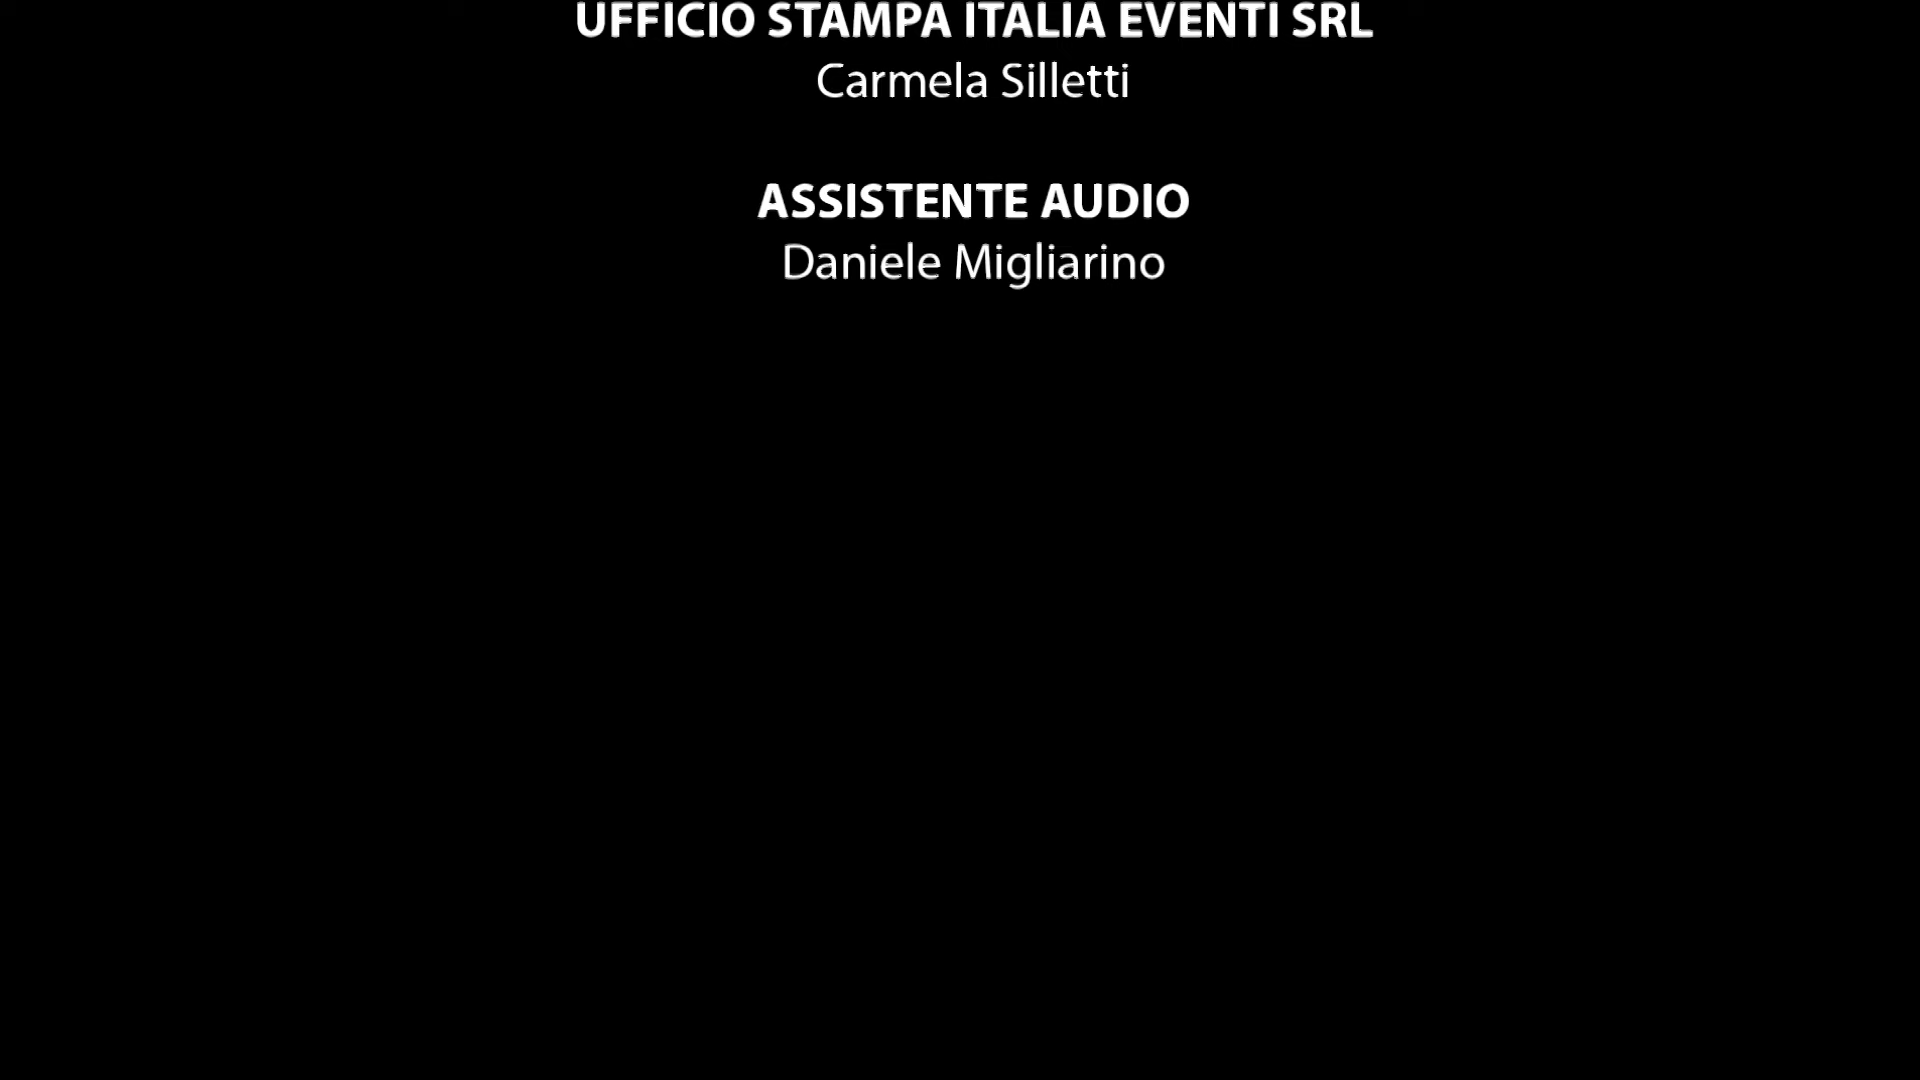 UFFICIO STAMPA ITALIA EVENTI SRL
Carmela Silletti
ASSISTENTE AUDIO
Daniele Migliarino